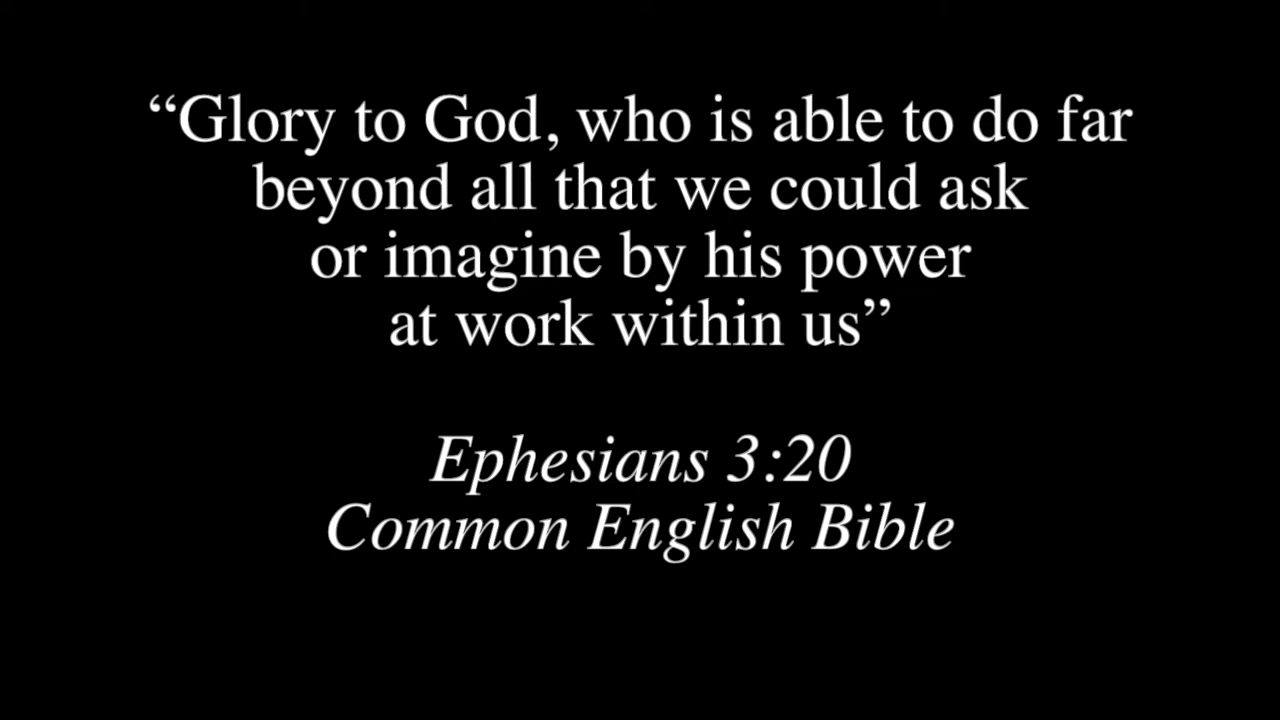 “Glory to God, who is able to do far
beyond all that we could ask
or imagine by his power
at work within us”
Ephesians 3:20
Common English Bible